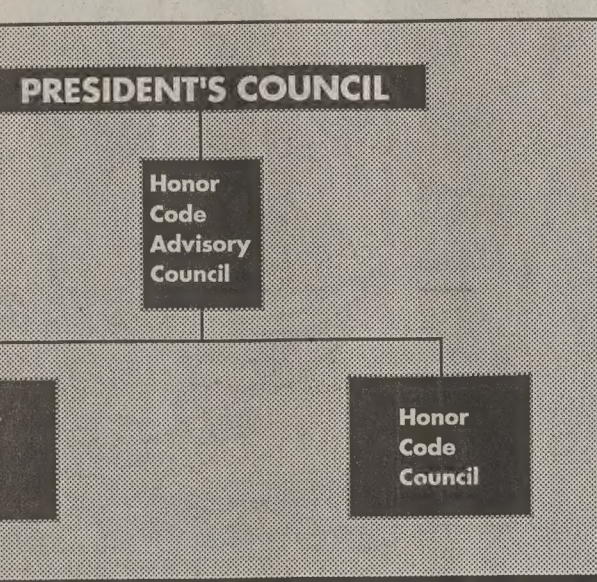 PRESIDENT'S COUNCIL
Honor
Code
Advisory
Council
Honor
Code
Council